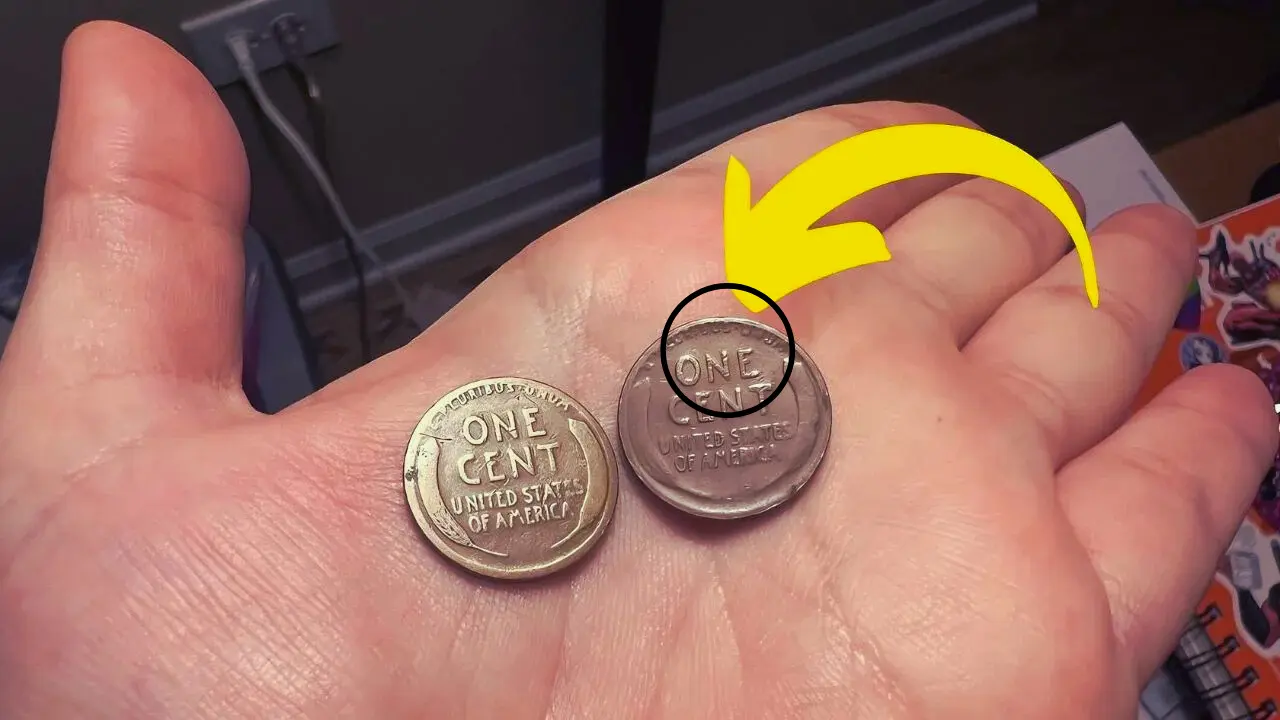 PLURIBUS·UNUM
ONE
CENT
UNITED STATES
OF AMERICA
ONE
CENT
UNITED STATES
OF AMERICA